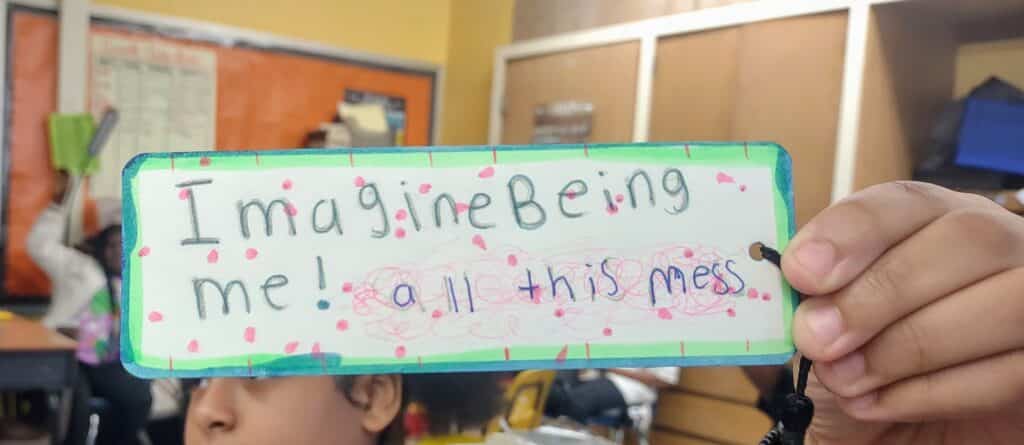 Imagine Being
me! all this mess